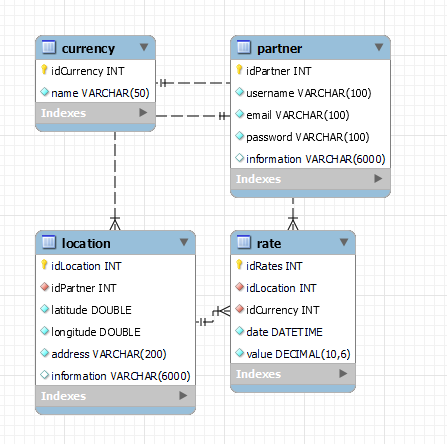 currency
idCurrency INT
name VARCHAR(50)
Indexes
partner
idPartner INT
username VARCHAR(100)
email VARCHAR(100)
password VARCHAR(100)
information VARCHAR(6000)
Indexes
location
idLocation INT
idPartner INT
latitude DOUBLE
longitude DOUBLE
address VARCHAR(200)
information VARCHAR(6000)
Indexes
rate
idRates INT
idLocation INT
idCurrency INT
date DATETIME
value DECIMAL(10,6)
Indexes